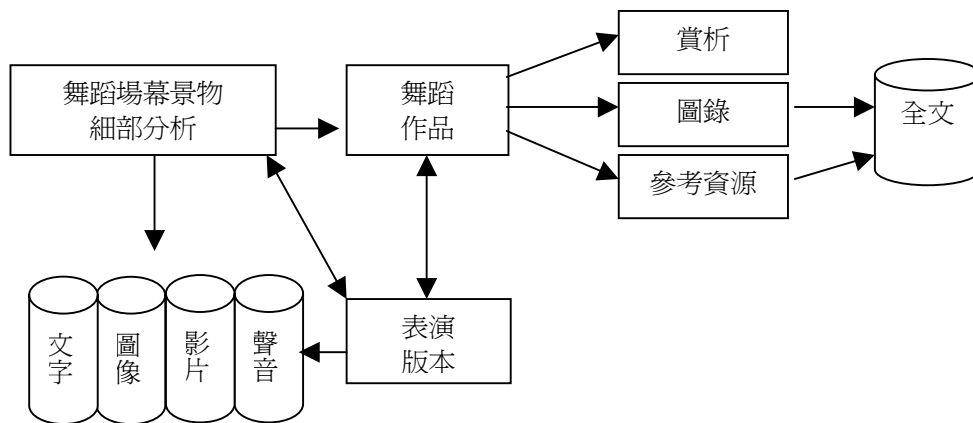 賞析
舞蹈場幕景物
細部分析
舞蹈
作品
圖錄
全文
參考資源
文字
圖像
影片
聲音
表演
版本